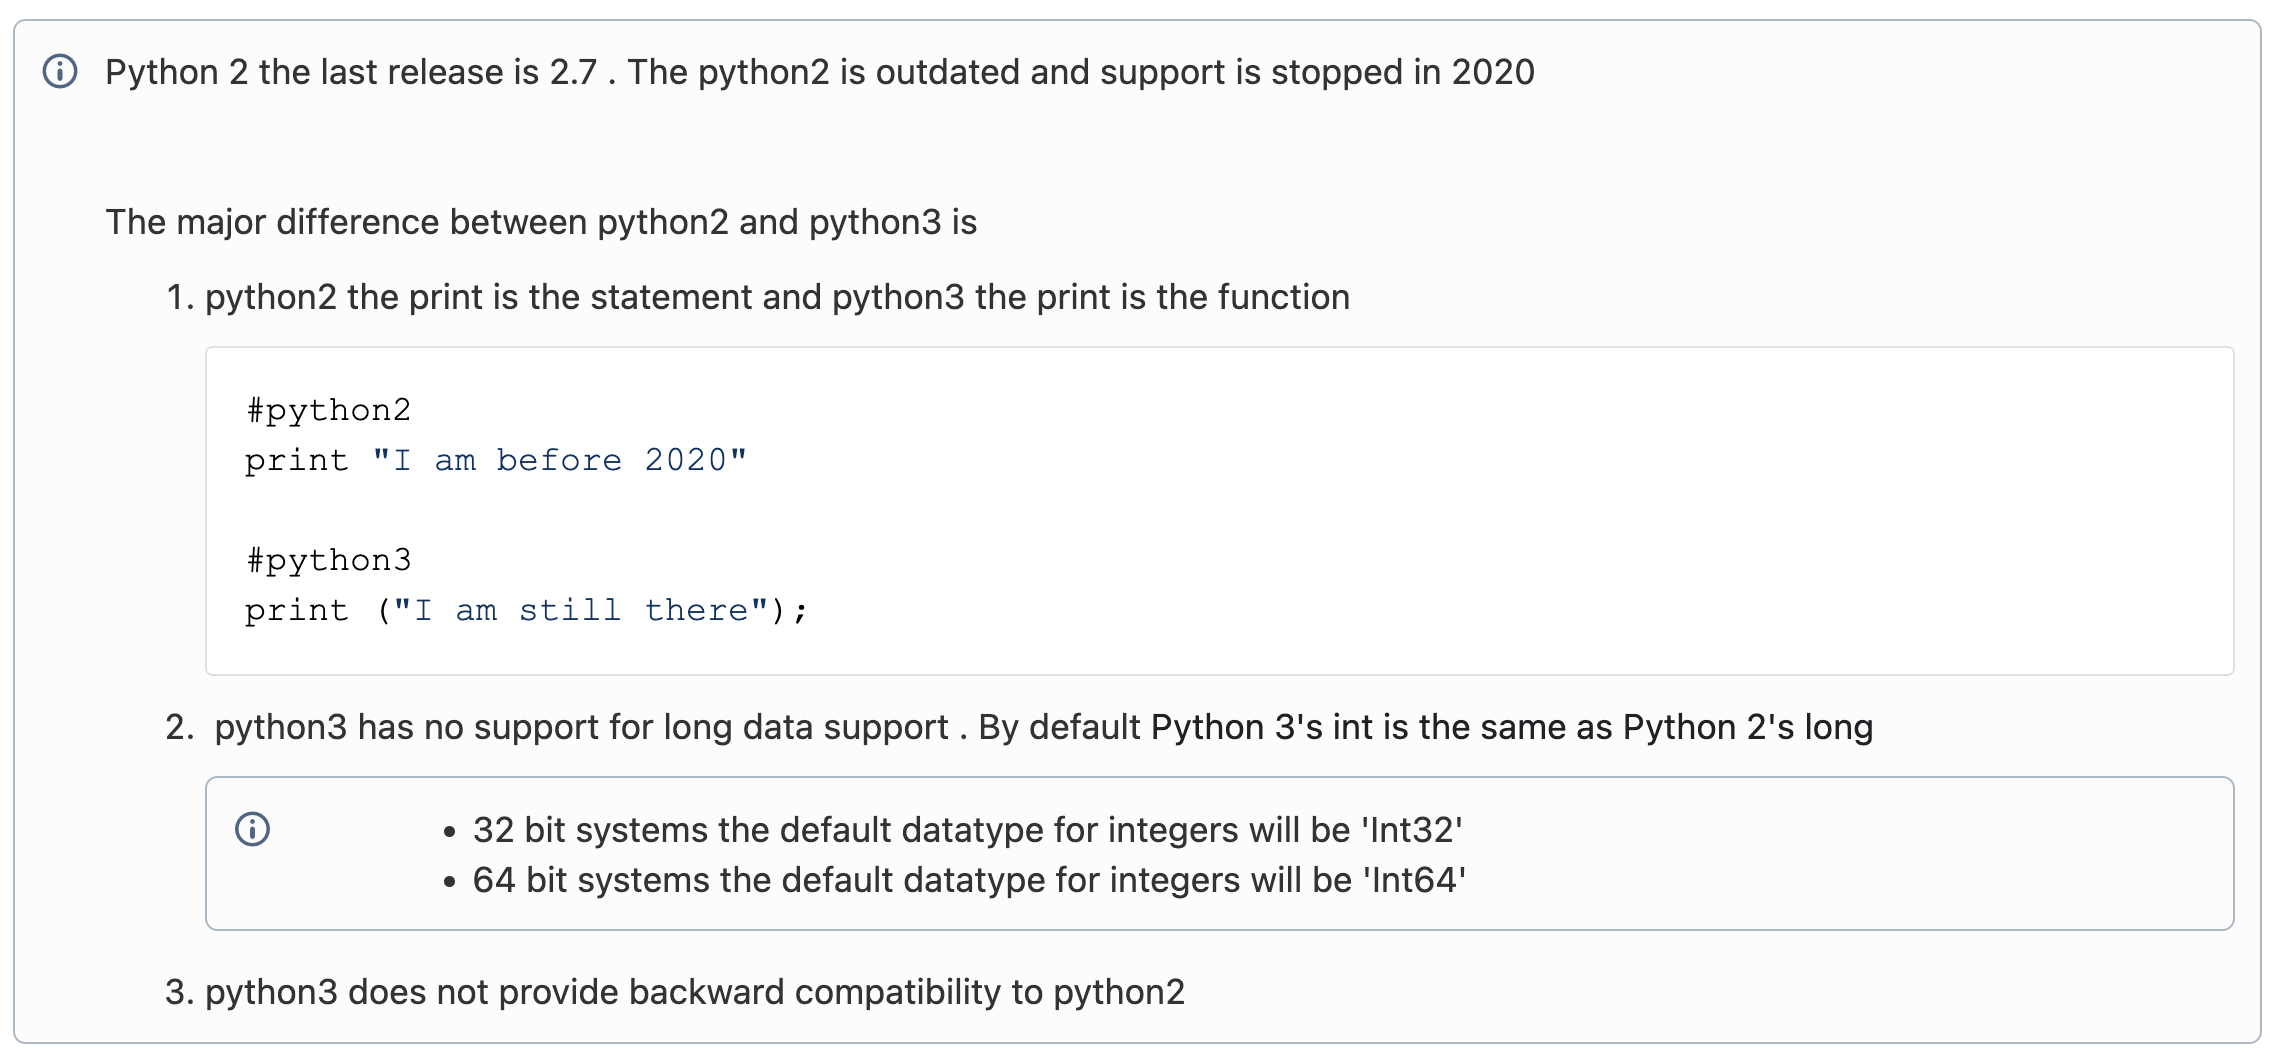 Python 2 the last release is 2.7 . The python2 is outdated and support is stopped in 2020
The major difference between python2 and python3 is
1. python2 the print is the statement and python3 the print is the function
#python2
print "I am before 2020"
#python3
print ("I am still there");
2. python3 has no support for long data support . By default Python 3's int is the same as Python 2's long
• 32 bit systems the default datatype for integers will be 'Int32'
• 64 bit systems the default datatype for integers will be 'Int64'
3. python3 does not provide backward compatibility to python2